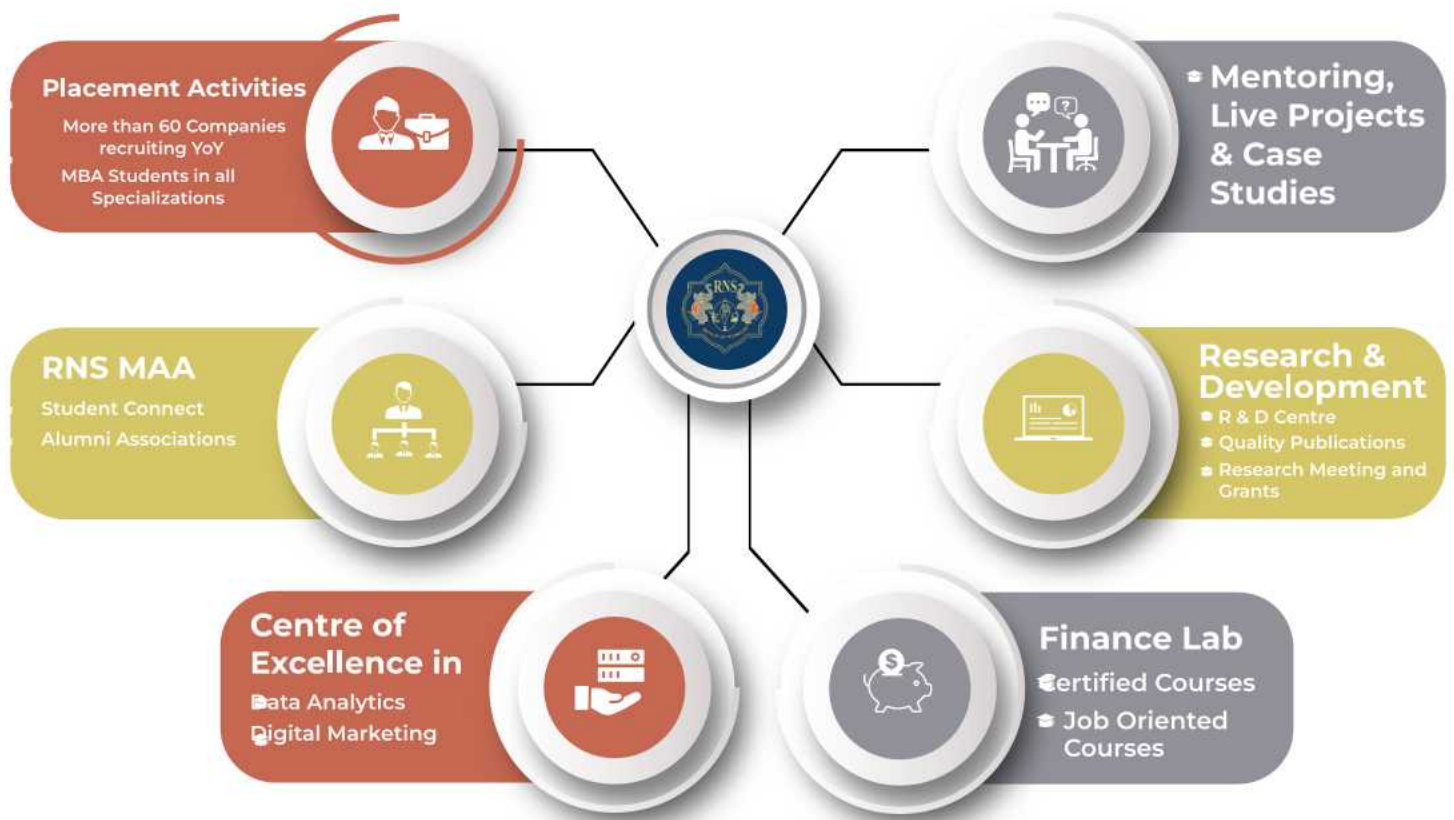 Placement Activities
More than 60 Companies
recruiting YoY
MBA Students in all
Specializations
RNS MAA
Student Connect
Alumni Associations
Centre of
Excellence in
Data Analytics
Digital Marketing
RNS
Mentoring,
Live Projects
& Case
Studies
Research &
Development
R & D Centre
Quality Publications
Research Meeting and
Grants
Finance Lab
Certified Courses
Job Oriented
Courses